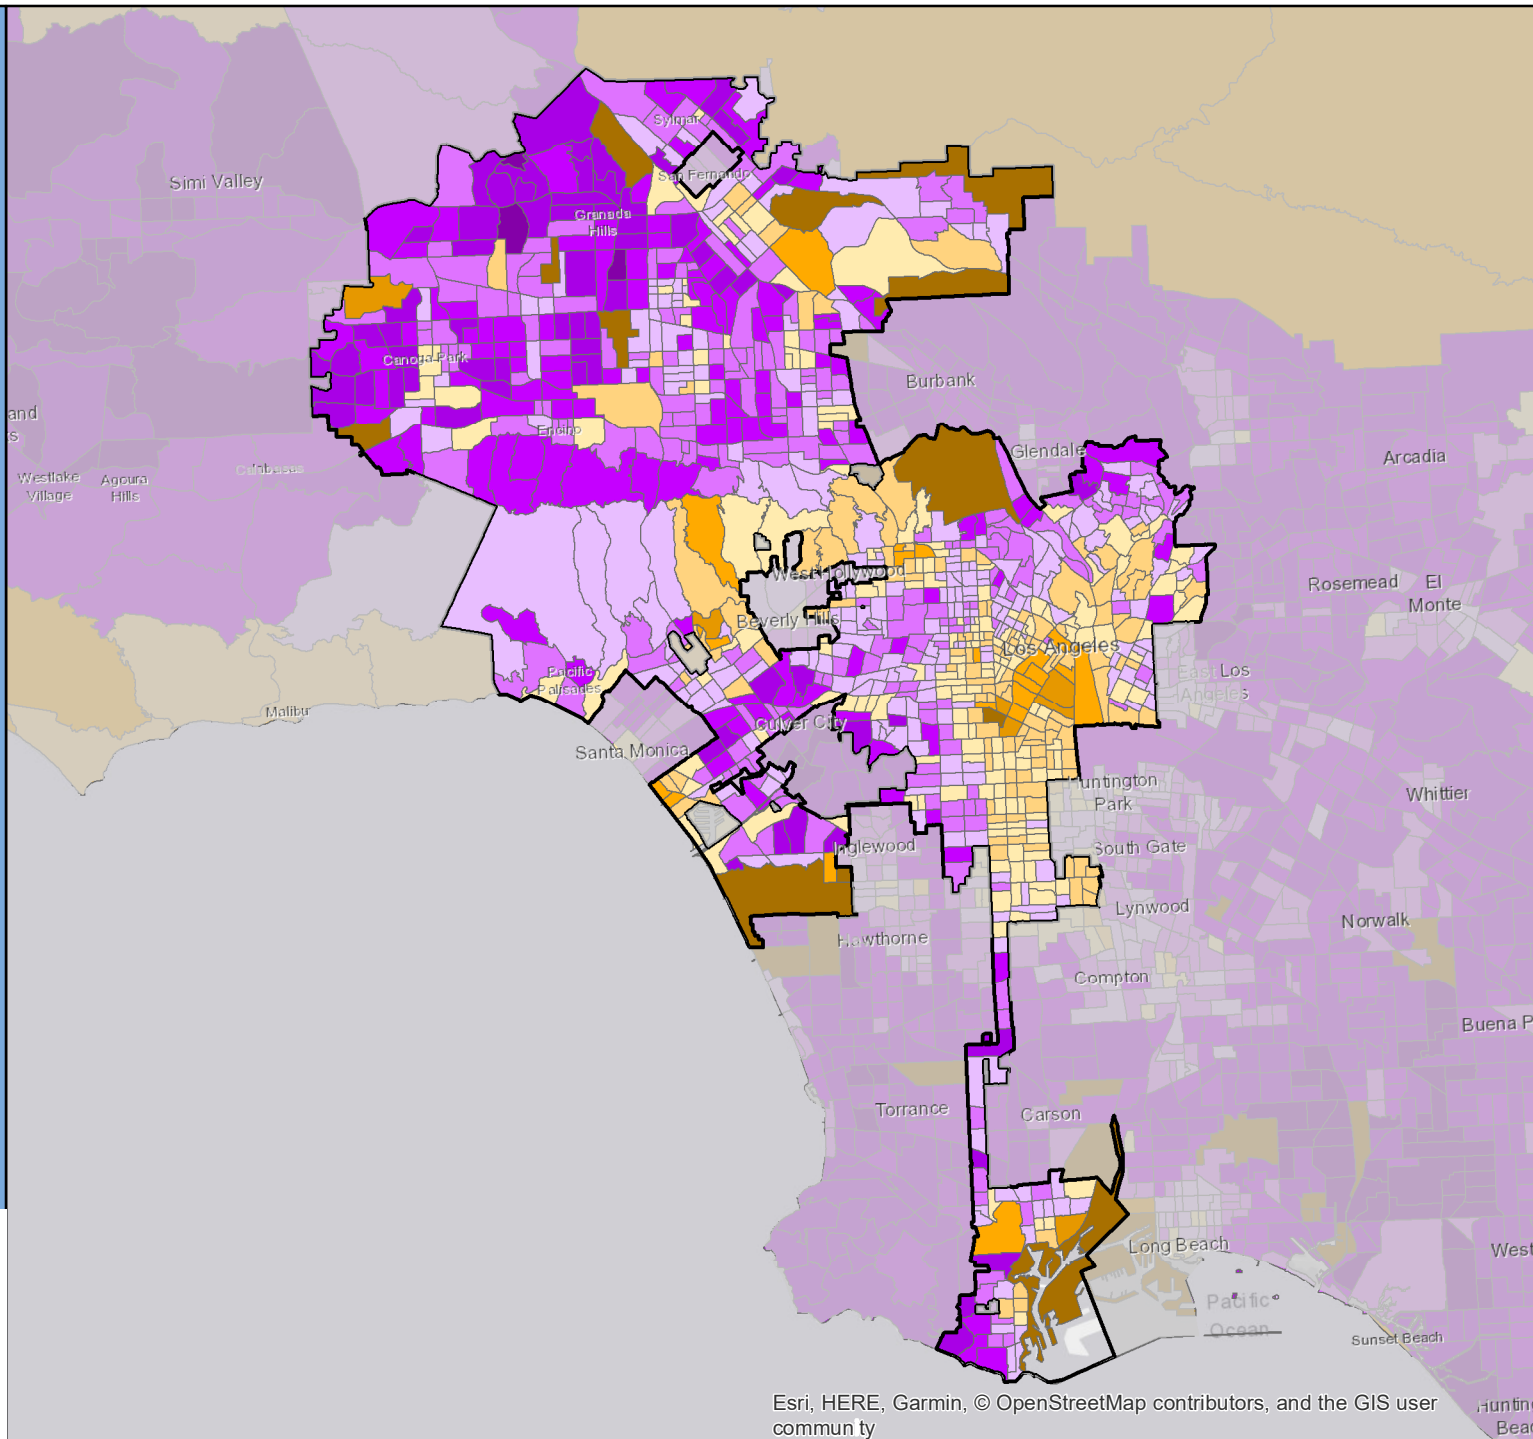 Sylmar
San Fernando
Simi Valley
Granada
Hills
Canoga Park
Burbank
and
s
Encino
Glendale
Arcadia
Westlake
Village
Agoura
Hills
Calabasas
West Hollywood
Rosemead
El
Monte
Beverly Hills
Los Angeles
East Los
Angeles
Pacific
Palisades
Malibu
Culver City
Santa Monica
Huntington
Park
Whittier
Inglewood
South Gate
Lynwood
Norwalk
Hawthorne
Compton
Buena P
Torrance
Carson
Long Beach
West
Pacific
Ocean
Sunset Beach
Huntin
Beac
Esri, HERE, Garmin, © OpenStreetMap contributors, and the GIS user
community